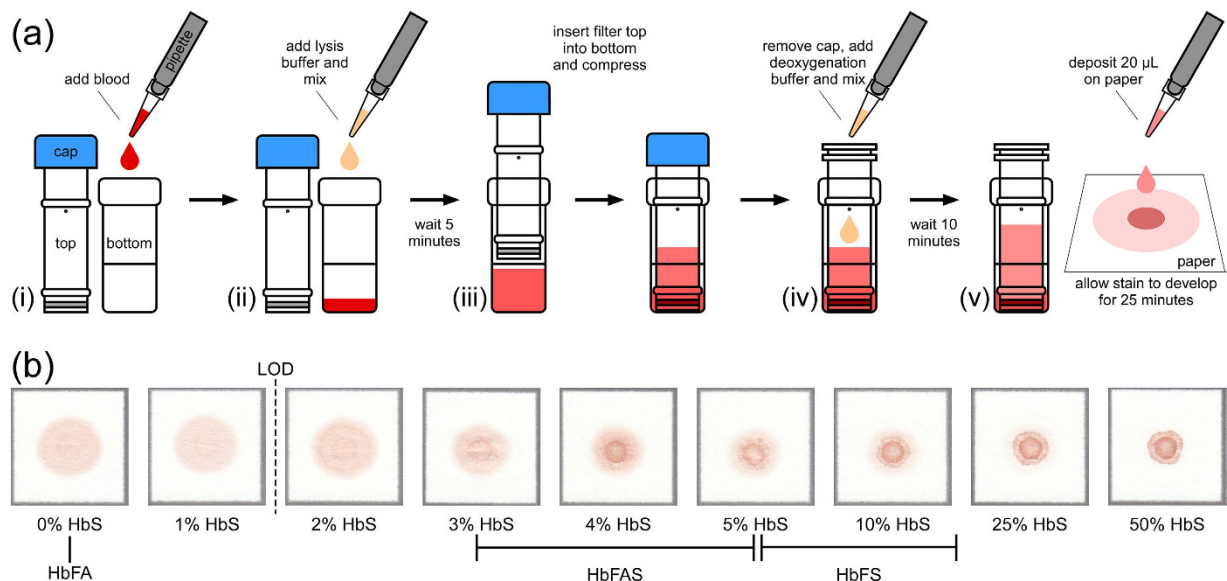 (a)
add blood
pipette
cap
top
bottom
(i)
add lysis
buffer and
mix
(ii)
wait 5
minutes
insert filter top
into bottom
and compress
(iii)
remove cap, add
deoxygenation
buffer and mix
(iv)
wait 10
minutes
(v)
deposit 20 µL
on paper
paper
allow stain to develop
for 25 minutes
(b)
LOD
0% HbS
1% HbS
2% HbS
3% HbS
4% HbS
5% HbS
10% HbS
25% HbS
50% HbS
HbFA
HbFAS
HbFS